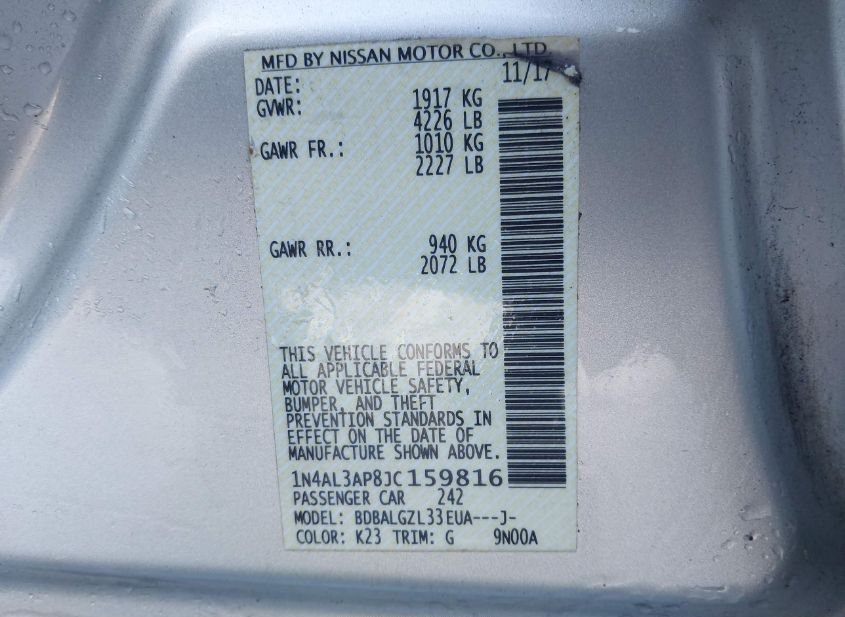 MFD BY NISSAN MOTOR CO., LTD.
DATE: 11/17
GVWR: 1917 KG
4226 LB
GAWR FR.: 1010 KG
2227 LB
GAWR RR.: 940 KG
2072 LB
THIS VEHICLE CONFORMS TO
ALL APPLICABLE FEDERAL
MOTOR VEHICLE SAFETY,
BUMPER, AND THEFT
PREVENTION STANDARDS IN
EFFECT ON THE DATE OF
MANUFACTURE SHOWN ABOVE.
1N4AL3AP8JC159816
PASSENGER CAR 242
MODEL: BDBALGZL33EUA---J-
COLOR: K23 TRIM: G 9N00A